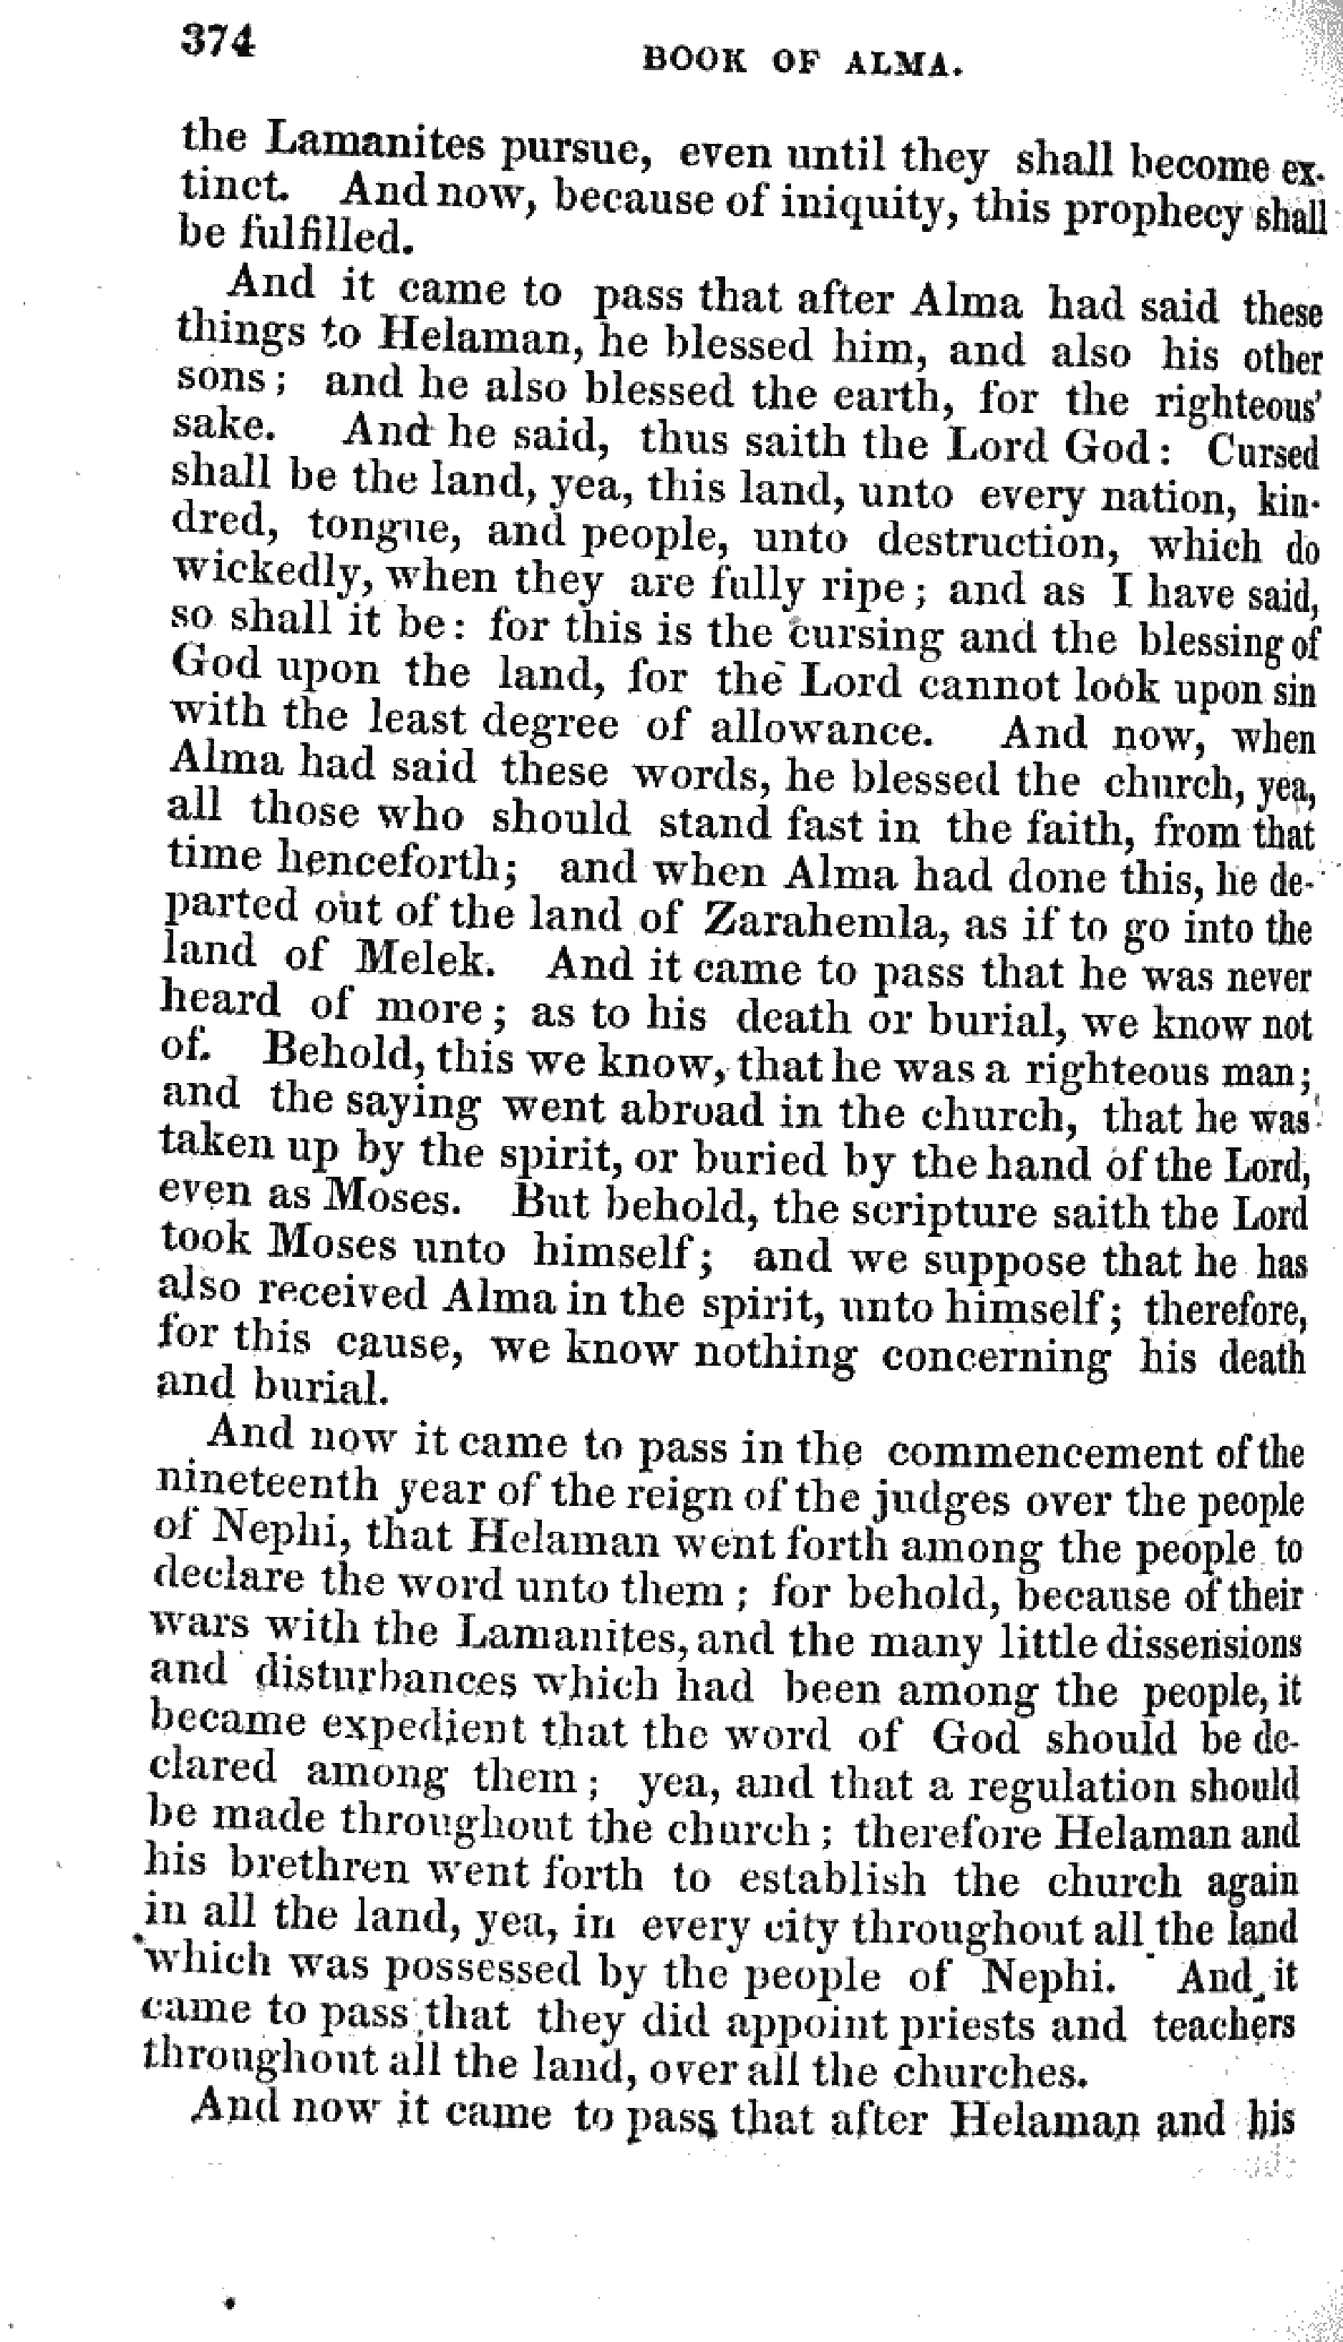 374
BOOK OF ALMA.
the Lamanites pursue, even until they shall become ex-
tinct. And now, because of iniquity, this prophecy shall
be fulfilled.
And it came to pass that after Alma had said these
things to Helaman, he blessed him, and also his other
sons; and he also blessed the earth, for the righteous'
sake. And he said, thus saith the Lord God: Cursed
shall be the land, yea, this land, unto every nation, kin-
dred, tongue, and people, unto destruction, which do
wickedly, when they are fully ripe; and as I have said,
so shall it be: for this is the cursing and the blessing of
God upon the land, for the Lord cannot look upon sin
with the least degree of allowance. And now, when
Alma had said these words, he blessed the church, yea,
all those who should stand fast in the faith, from that
time henceforth; and when Alma had done this, he de-
parted out of the land of Zarahemla, as if to go into the
land of Melek. And it came to pass that he was never
heard of more; as to his death or burial, we know not
of. Behold, this we know, that he was a righteous man;
and the saying went abroad in the church, that he was
taken up by the spirit, or buried by the hand of the Lord,
even as Moses. But behold, the scripture saith the Lord
took Moses unto himself; and we suppose that he has
also received Alma in the spirit, unto himself; therefore,
for this cause, we know nothing concerning his death
and burial.
And now it came to pass in the commencement of the
nineteenth year of the reign of the judges over the people
of Nephi, that Helaman went forth among the people to
declare the word unto them; for behold, because of their
wars with the Lamanites, and the many little dissensions
and disturbances which had been among the people, it
became expedient that the word of God should be de-
clared among them; yea, and that a regulation should
be made throughout the church; therefore Helaman and
his brethren went forth to establish the church again
in all the land, yea, in every city throughout all the land
which was possessed by the people of Nephi. And it
came to pass that they did appoint priests and teachers
throughout all the land, over all the churches.
And now it came to pass that after Helaman and his